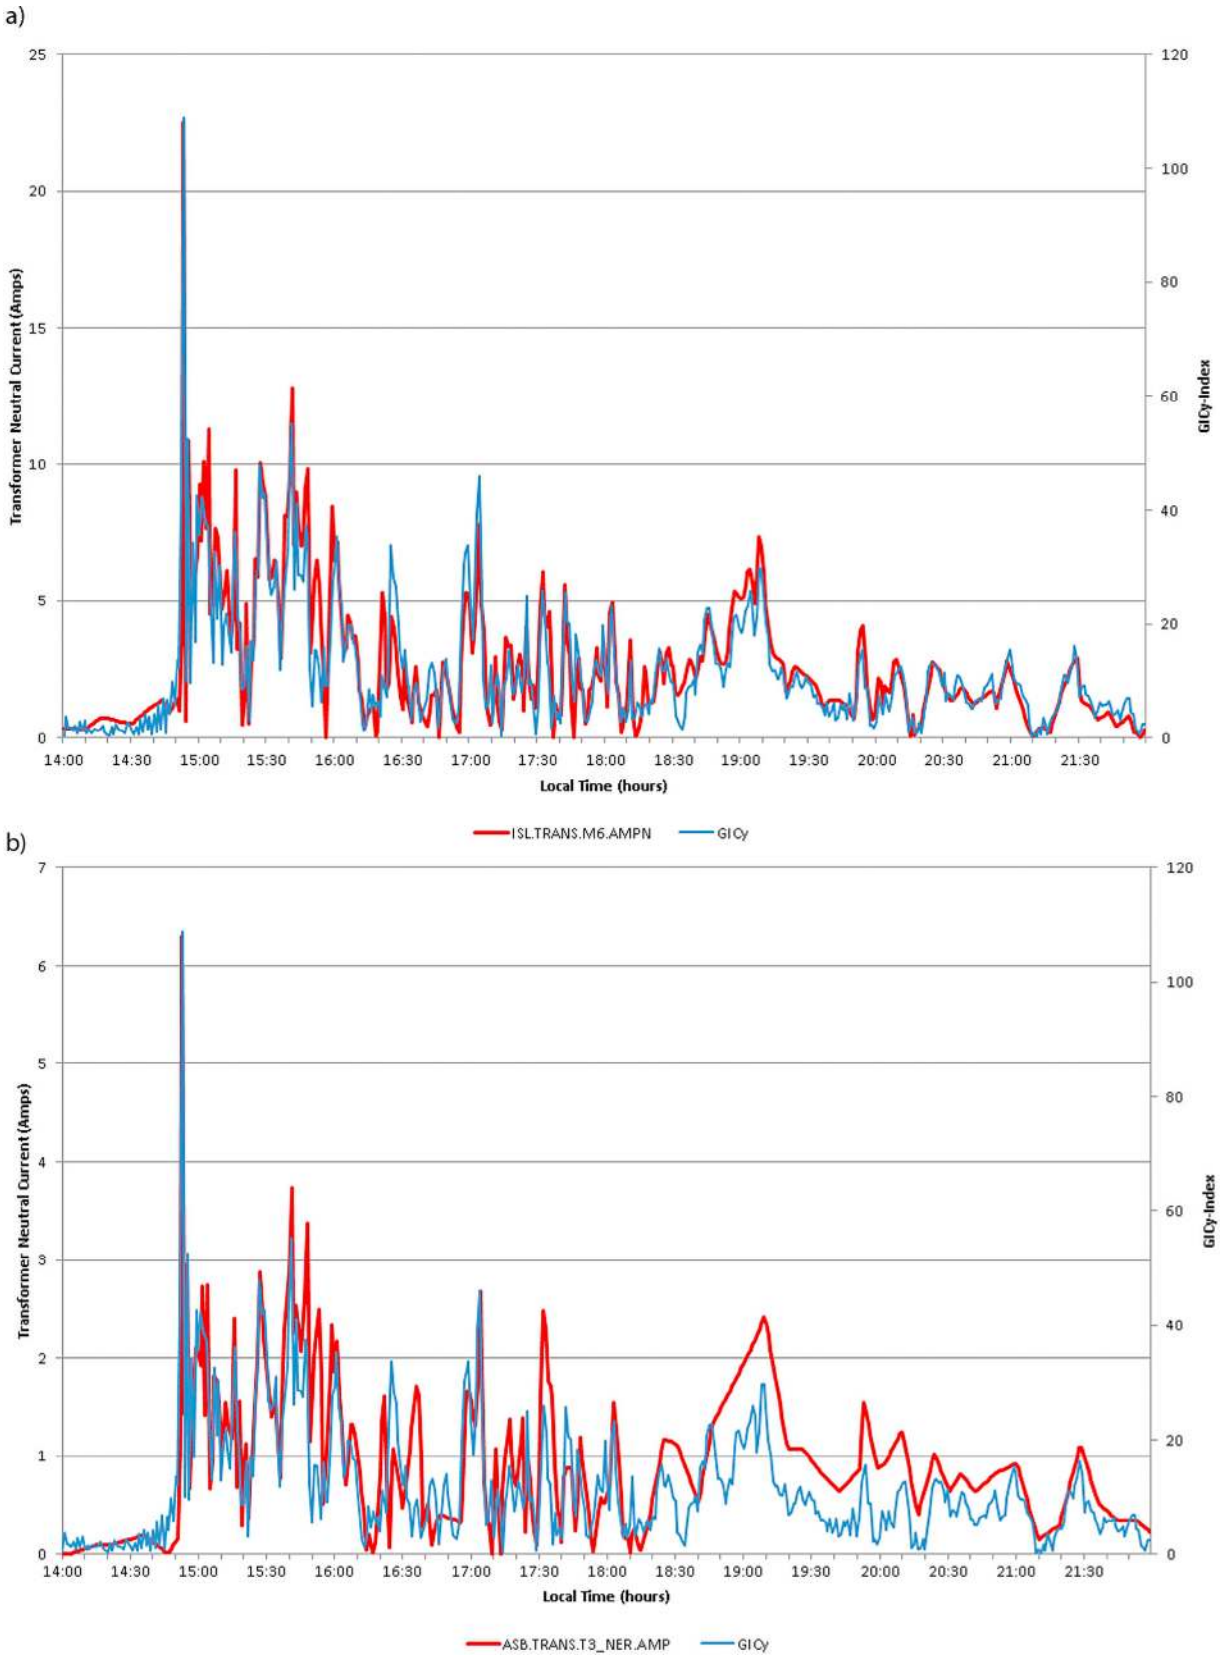 a)
25
20
15
10
5
0
120
100
80
60
40
20
0
Transformer Neutral Current (Amps)
GICy-Index
14:00 14:30 15:00 15:30 16:00 16:30 17:00 17:30 18:00 18:30 19:00 19:30 20:00 20:30 21:00 21:30
Local Time (hours)
ISL.TRANS.M6.AMPN GICy
b)
7
6
5
4
3
2
1
0
120
100
80
60
40
20
0
Transformer Neutral Current (Amps)
GICy-Index
14:00 14:30 15:00 15:30 16:00 16:30 17:00 17:30 18:00 18:30 19:00 19:30 20:00 20:30 21:00 21:30
Local Time (hours)
ASB.TRANS.T3_NER.AMP GICy